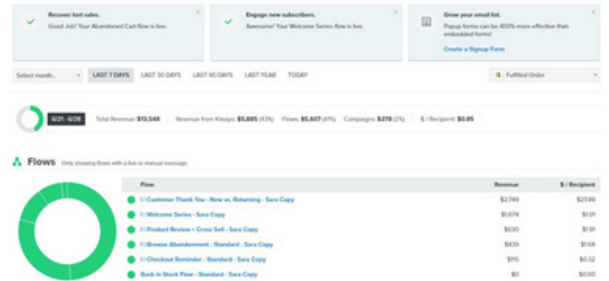 Recover lost sales.
Good Job! Your Abandoned Cart flow is live.
Engage new subscribers.
Awesome! Your Welcome Series flow is live.
Grow your email list.
Popup forms can be 400% more effective than
embedded forms!
Create a Signup Form
Select month...
LAST 7 DAYS LAST 30 DAYS LAST 90 DAYS LAST YEAR TODAY
Fulfilled Order
6/21 - 6/28 Total Revenue: $13,548 Revenue from Klaviyo: $5,885 (43%) Flows: $5,607 (41%) Campaigns: $278 (2%) $ / Recipient: $0.85
Flows Only showing flows with a live or manual message.
Flow Revenue $ / Recipient
Customer Thank You - New vs. Returning - Sara Copy $2,749 $27.49
Welcome Series - Sara Copy $1,674 $1.01
Product Review + Cross Sell - Sara Copy $630 $1.91
Browse Abandonment - Standard - Sara Copy $439 $1.68
Checkout Reminder - Standard - Sara Copy $115 $0.32
Back In Stock Flow - Standard - Sara Copy $0 $0.00